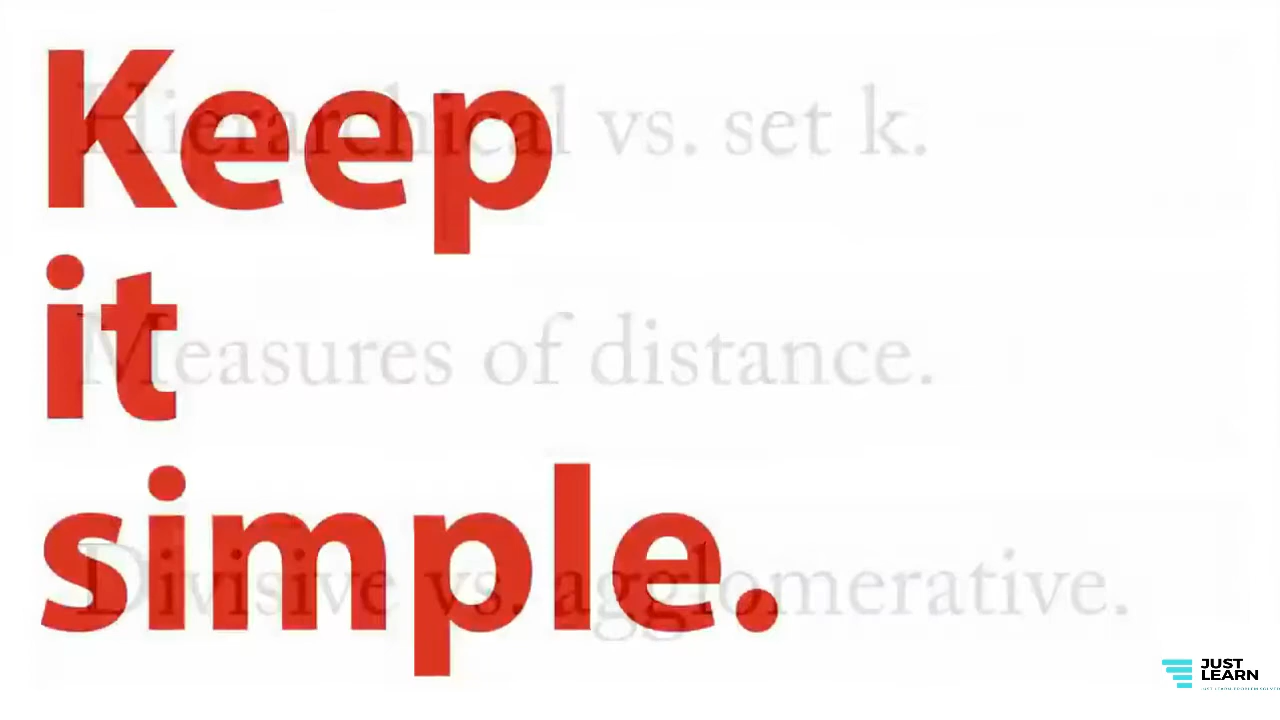 Keep
Hierarchical vs. set k.
it
Measures of distance.
simple.
Divisive vs. agglomerative.
JUST
LEARN